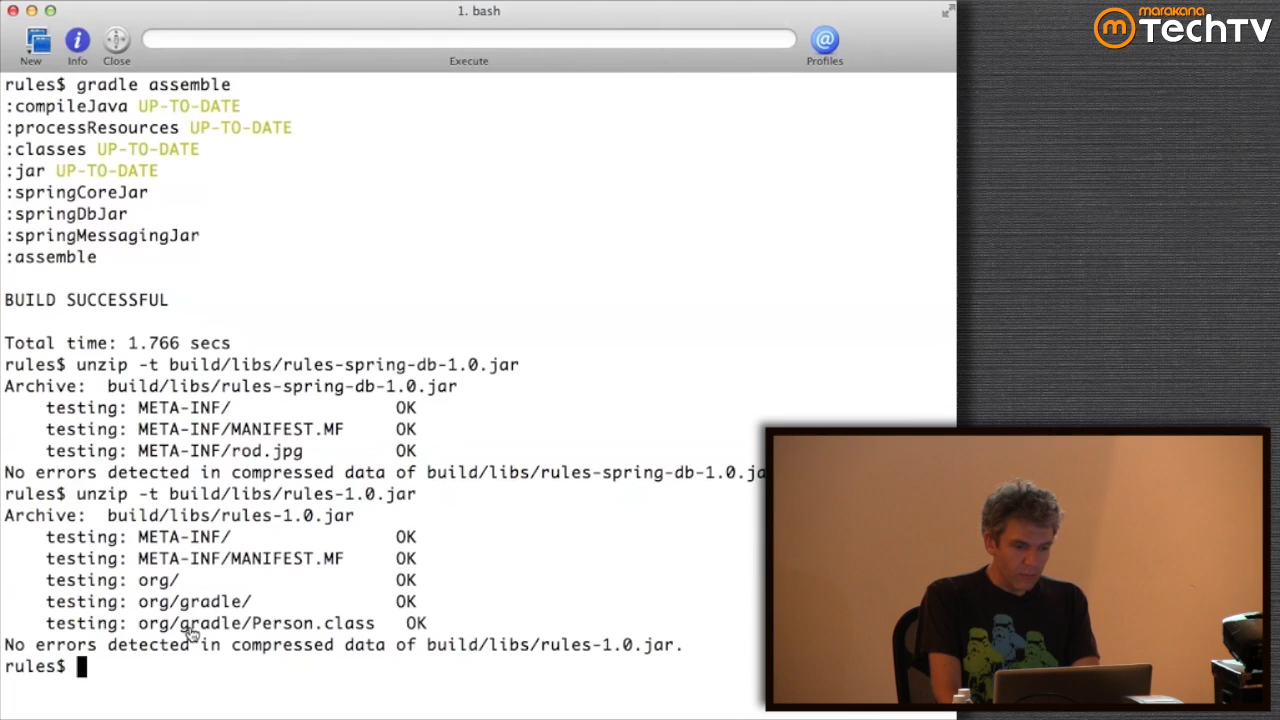 1. bash
marakana
TechTV
New Info Close Execute Profiles
rules$ gradle assemble
:compileJava UP-TO-DATE
:processResources UP-TO-DATE
:classes UP-TO-DATE
:jar UP-TO-DATE
:springCoreJar
:springDbJar
:springMessagingJar
:assemble
BUILD SUCCESSFUL
Total time: 1.766 secs
rules$ unzip -t build/libs/rules-spring-db-1.0.jar
Archive:  build/libs/rules-spring-db-1.0.jar
    testing: META-INF/                OK
    testing: META-INF/MANIFEST.MF     OK
    testing: META-INF/rod.jpg         OK
No errors detected in compressed data of build/libs/rules-spring-db-1.0.ja
rules$ unzip -t build/libs/rules-1.0.jar
Archive:  build/libs/rules-1.0.jar
    testing: META-INF/                OK
    testing: META-INF/MANIFEST.MF     OK
    testing: org/                     OK
    testing: org/gradle/              OK
    testing: org/gradle/Person.class   OK
No errors detected in compressed data of build/libs/rules-1.0.jar.
rules$